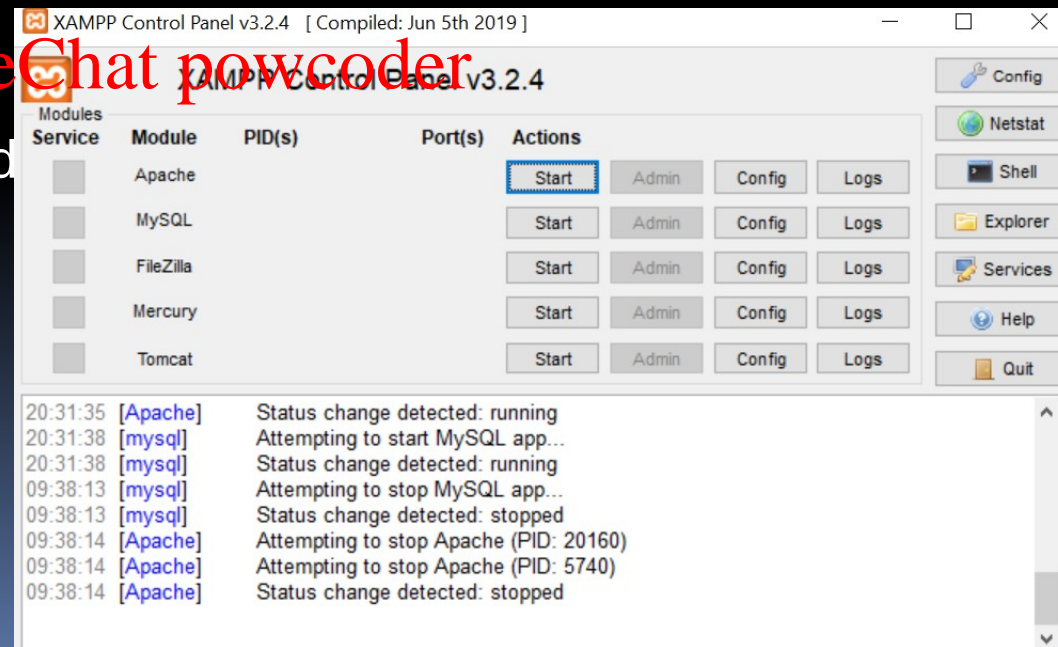 XAMPP Control Panel v3.2.4 [ Compiled: Jun 5th 2019 ]
eChat powcoder
XAMPP Control Panel v3.2.4
Modules
Service Module PID(s) Port(s) Actions
Apache Start Admin Config Logs
MySQL Start Admin Config Logs
FileZilla Start Admin Config Logs
Mercury Start Admin Config Logs
Tomcat Start Admin Config Logs
Config
Netstat
Shell
Explorer
Services
Help
Quit
d
20:31:35 [Apache] Status change detected: running
20:31:38 [mysql] Attempting to start MySQL app...
20:31:38 [mysql] Status change detected: running
09:38:13 [mysql] Attempting to stop MySQL app...
09:38:13 [mysql] Status change detected: stopped
09:38:14 [Apache] Attempting to stop Apache (PID: 20160)
09:38:14 [Apache] Attempting to stop Apache (PID: 5740)
09:38:14 [Apache] Status change detected: stopped